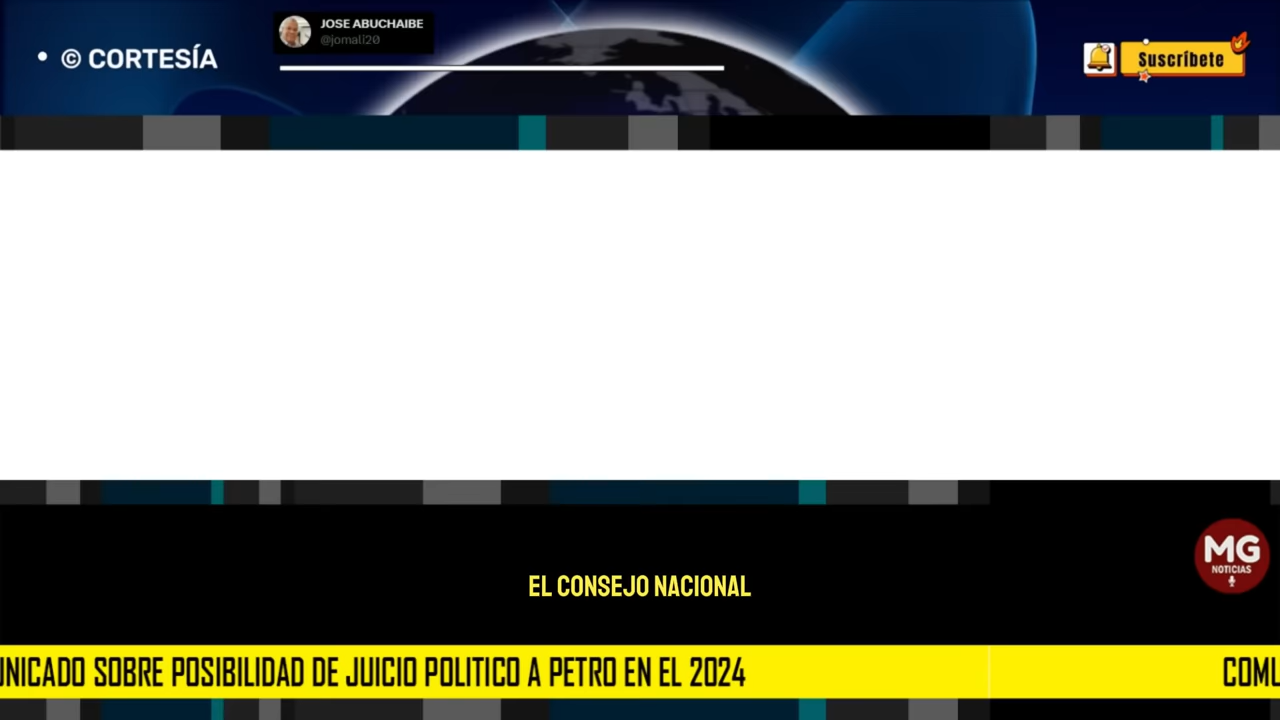 JOSE ABUCHAIBE
@jomali20
• © CORTESÍA
Suscríbete
EL CONSEJO NACIONAL
MG
NOTICIAS
UNICADO SOBRE POSIBILIDAD DE JUICIO POLITICO A PETRO EN EL 2024
COMU